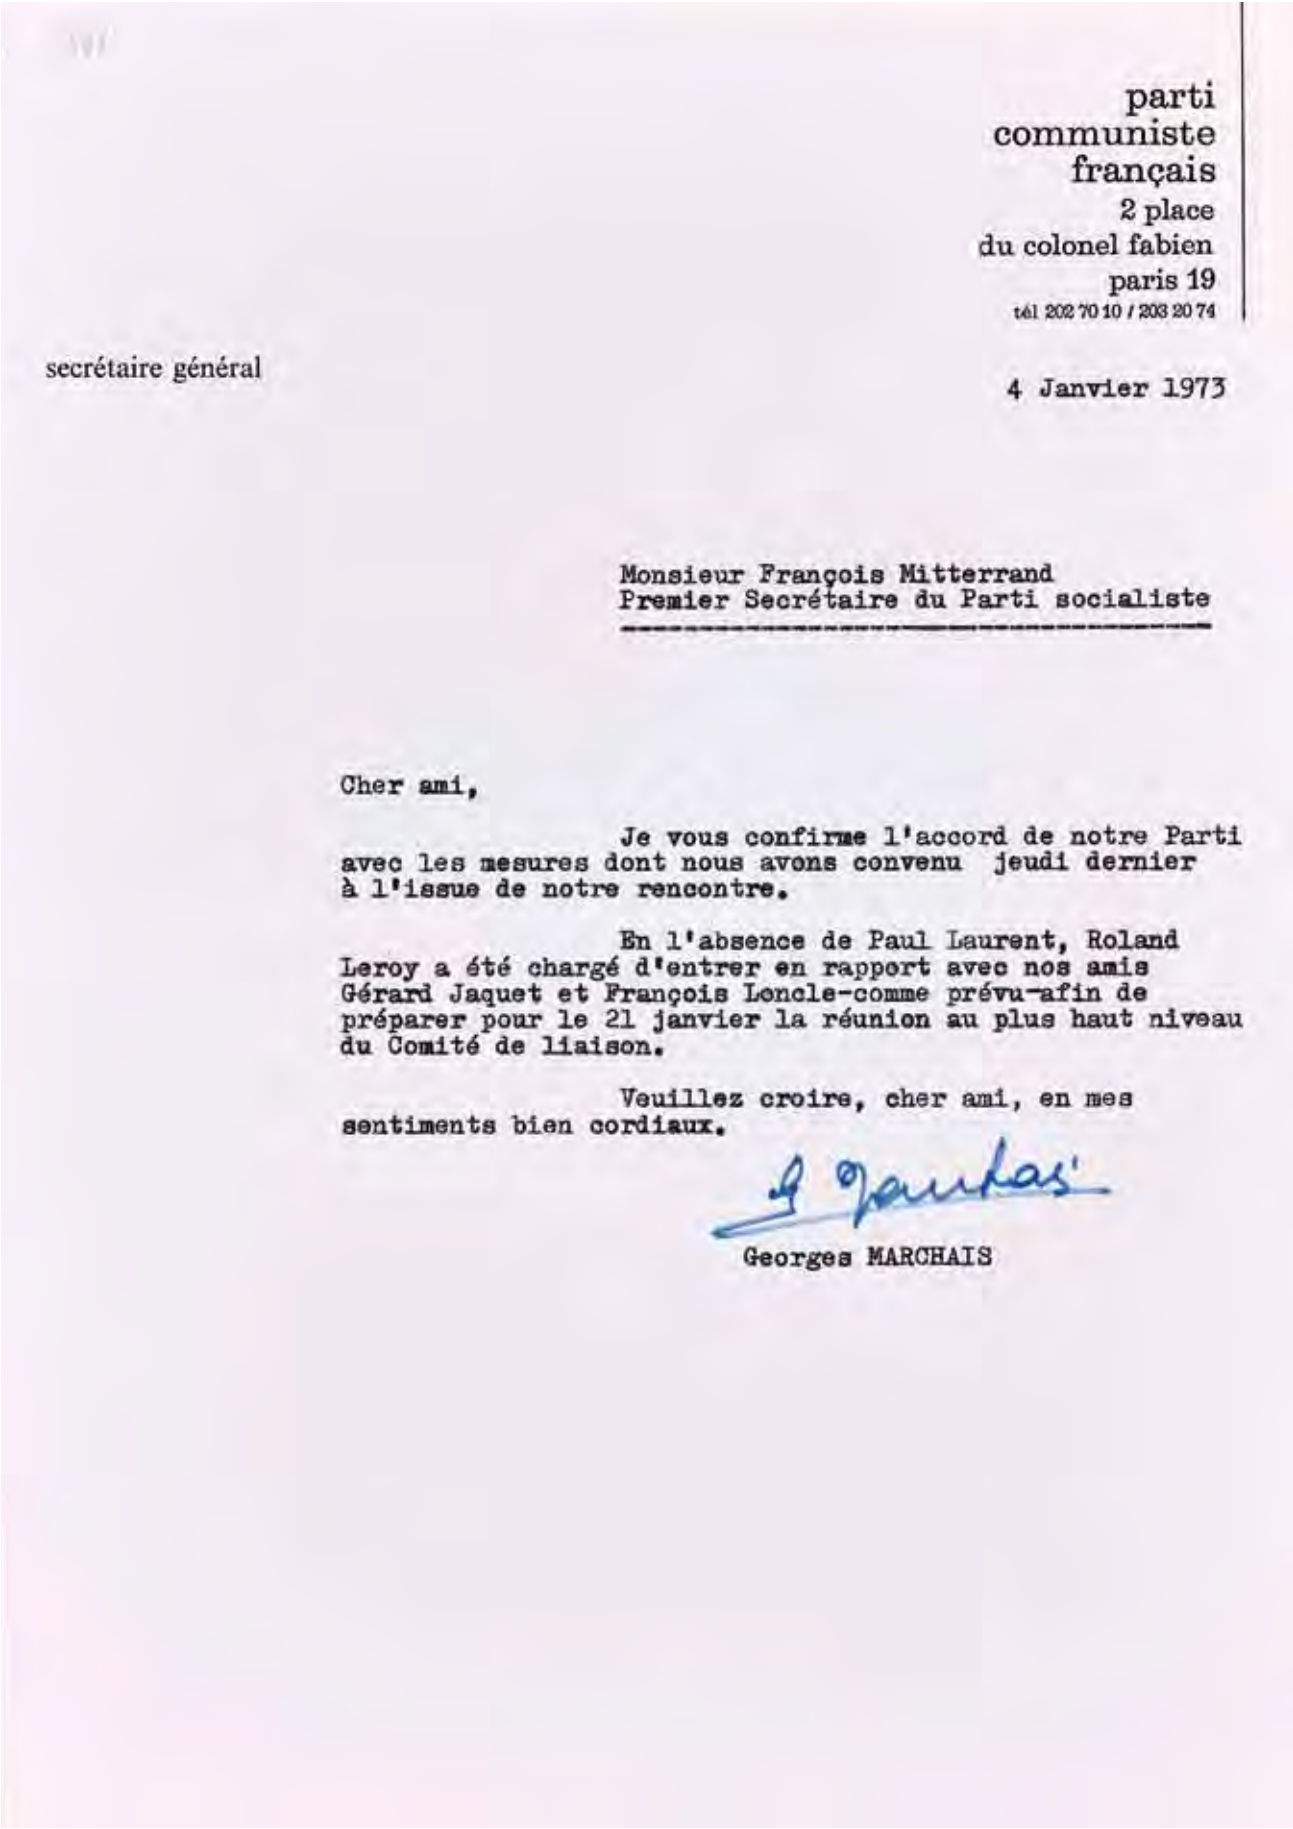 parti
communiste
français
2 place
du colonel fabien
paris 19
tél 202 70 10 / 203 20 74
secrétaire général
4 Janvier 1973
Monsieur François Mitterrand
Premier Secrétaire du Parti socialiste
Cher ami,
Je vous confirme l'accord de notre Parti
avec les mesures dont nous avons convenu jeudi dernier
à l'issue de notre rencontre.
En l'absence de Paul Laurent, Roland
Leroy a été chargé d'entrer en rapport avec nos amis
Gérard Jaquet et François Loncle-comme prévu-afin de
préparer pour le 21 janvier la réunion au plus haut niveau
du Comité de liaison.
Veuillez croire, cher ami, en mes
sentiments bien cordiaux.
G Marchais
Georges MARCHAIS